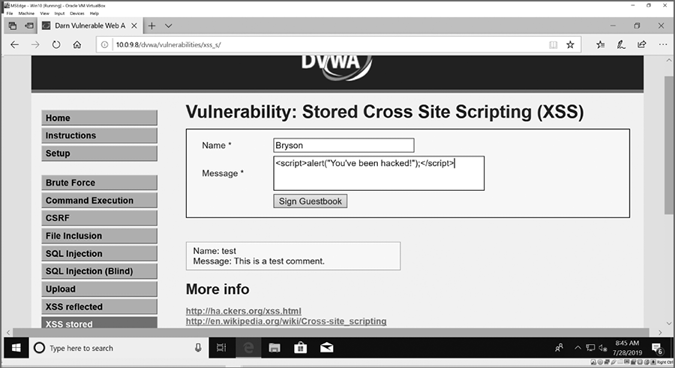 MSEdge - Win10 [Running] - Oracle VM VirtualBox
File Machine View Input Devices Help
Darn Vulnerable Web A
10.0.9.8/dvwa/vulnerabilities/xss_s/
DVWA
Home
Instructions
Setup
Brute Force
Command Execution
CSRF
File Inclusion
SQL Injection
SQL Injection (Blind)
Upload
XSS reflected
XSS stored
Vulnerability: Stored Cross Site Scripting (XSS)
Name * Bryson
Message * <script>alert("You've been hacked!");</script>
Sign Guestbook
Name: test
Message: This is a test comment.
More info
http://ha.ckers.org/xss.html
http://en.wikipedia.org/wiki/Cross-site_scripting
Type here to search
8:45 AM
7/28/2019
Right Ctrl